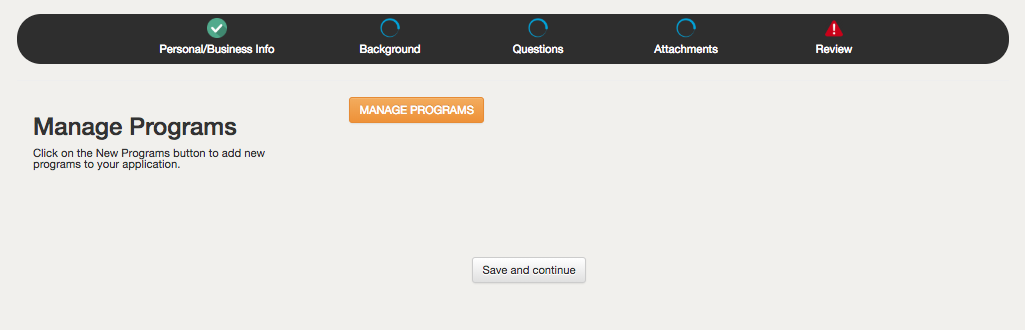 Personal/Business Info
Background
Questions
Attachments
Review
MANAGE PROGRAMS
Manage Programs
Click on the New Programs button to add new
programs to your application.
Save and continue